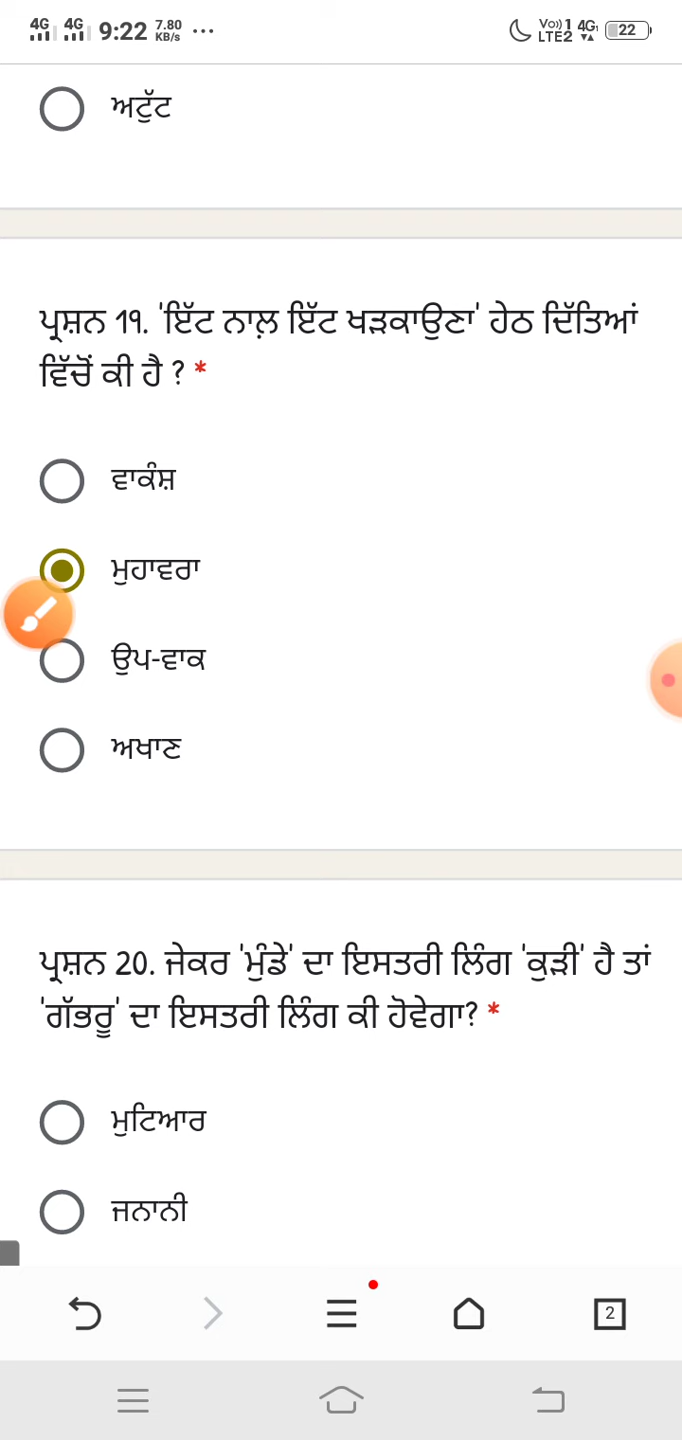 4G 4G 9:22 7.80 KB/s ... Vo)) 1 LTE2 4G 22
ਅਟੁੱਟ
ਪ੍ਰਸ਼ਨ 19. 'ਇੱਟ ਨਾਲ਼ ਇੱਟ ਖੜਕਾਉਣਾ' ਹੇਠ ਦਿੱਤਿਆਂ
ਵਿੱਚੋਂ ਕੀ ਹੈ ? *
ਵਾਕੰਸ਼
ਮੁਹਾਵਰਾ
ਉਪ-ਵਾਕ
ਅਖਾਣ
ਪ੍ਰਸ਼ਨ 20. ਜੇਕਰ 'ਮੁੰਡੇ' ਦਾ ਇਸਤਰੀ ਲਿੰਗ 'ਕੁੜੀ' ਹੈ ਤਾਂ
'ਗੱਭਰੂ' ਦਾ ਇਸਤਰੀ ਲਿੰਗ ਕੀ ਹੋਵੇਗਾ? *
ਮੁਟਿਆਰ
ਜਨਾਨੀ
2